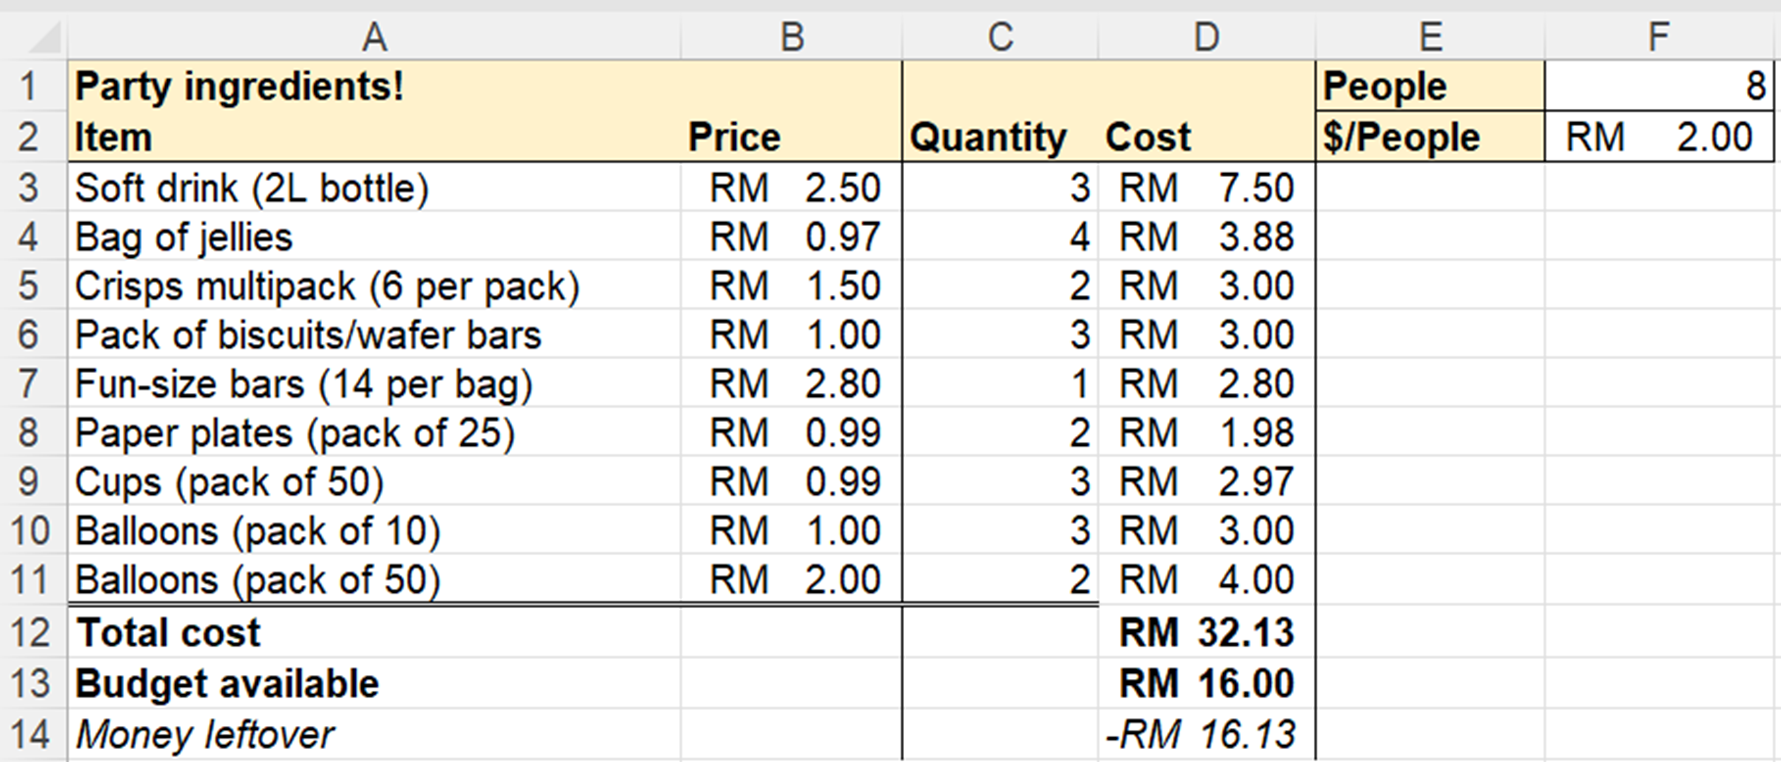 A B C D E F
1 Party ingredients! People 8
2 Item Price Quantity Cost $/People RM 2.00
3 Soft drink (2L bottle) RM 2.50 3 RM 7.50
4 Bag of jellies RM 0.97 4 RM 3.88
5 Crisps multipack (6 per pack) RM 1.50 2 RM 3.00
6 Pack of biscuits/wafer bars RM 1.00 3 RM 3.00
7 Fun-size bars (14 per bag) RM 2.80 1 RM 2.80
8 Paper plates (pack of 25) RM 0.99 2 RM 1.98
9 Cups (pack of 50) RM 0.99 3 RM 2.97
10 Balloons (pack of 10) RM 1.00 3 RM 3.00
11 Balloons (pack of 50) RM 2.00 2 RM 4.00
12 Total cost RM 32.13
13 Budget available RM 16.00
14 Money leftover -RM 16.13